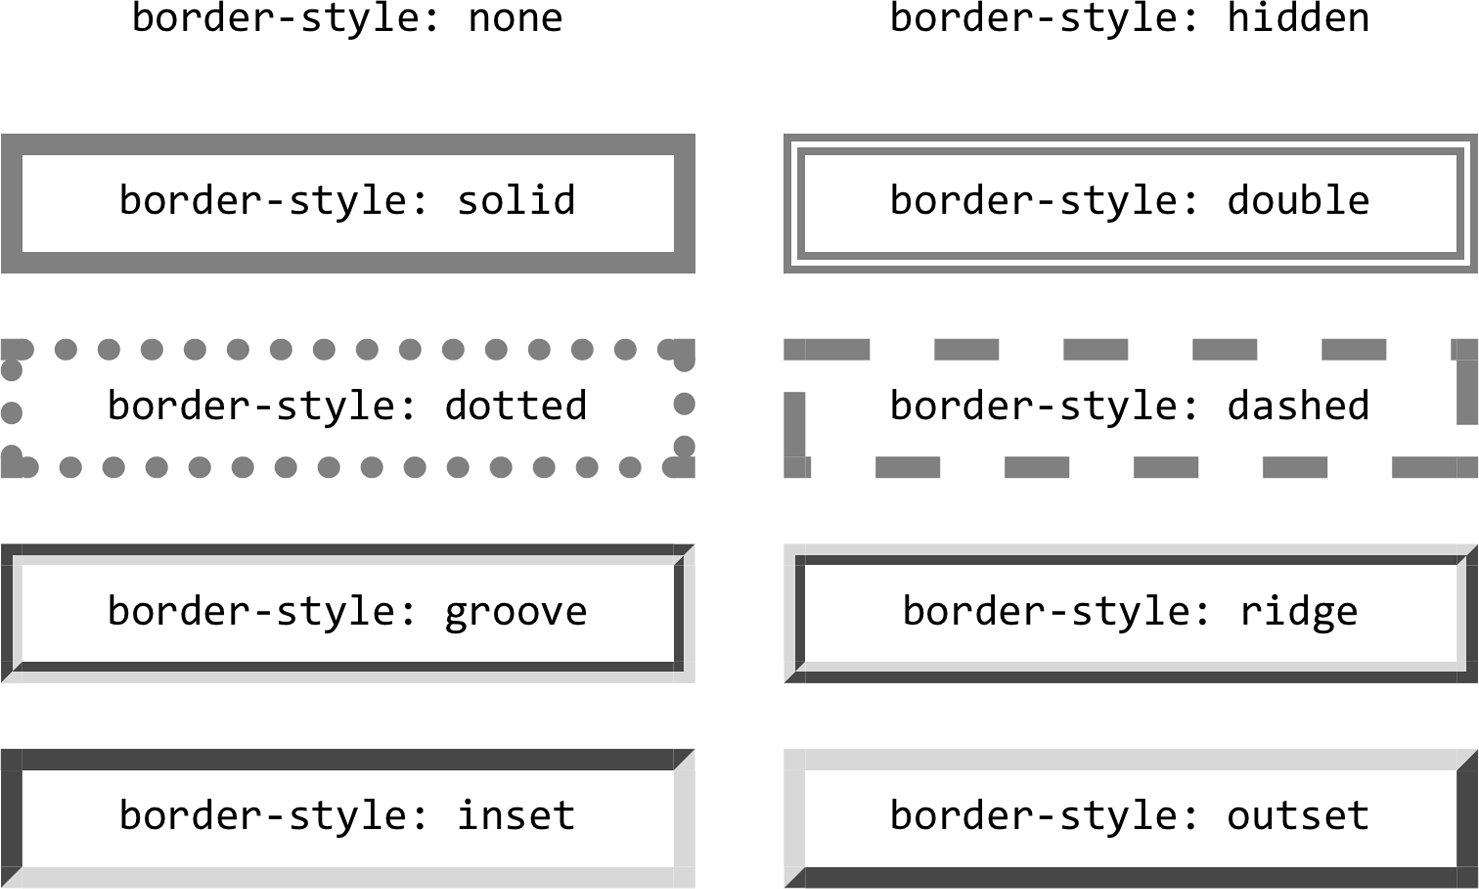 border-style: none
border-style: hidden
border-style: solid
border-style: double
border-style: dotted
border-style: dashed
border-style: groove
border-style: ridge
border-style: inset
border-style: outset